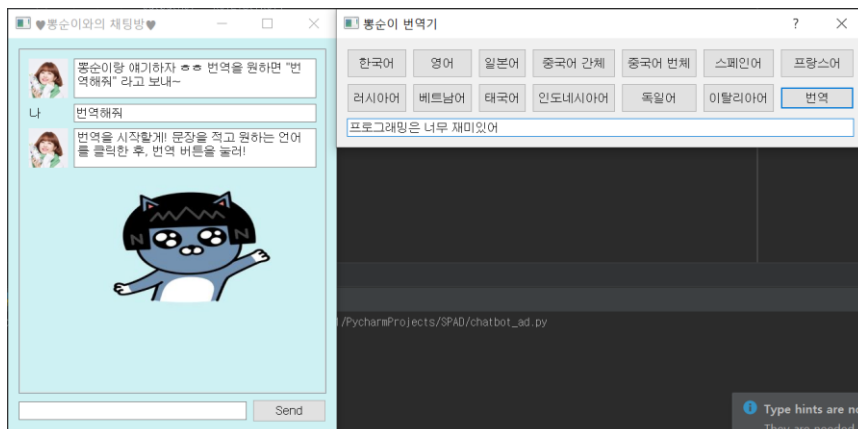 ♥뽕순이와의 채팅방♥
뽕순이랑 얘기하자 ㅎㅎ 번역을 원하면 "번
역해줘" 라고 보내~
나
번역해줘
번역을 시작할게! 문장을 적고 원하는 언어
를 클릭한 후, 번역 버튼을 눌러!
Send
뽕순이 번역기
?
한국어 영어 일본어 중국어 간체 중국어 번체 스페인어 프랑스어
러시아어 베트남어 태국어 인도네시아어 독일어 이탈리아어 번역
프로그래밍은 너무 재미있어
/PycharmProjects/SPAD/chatbot_ad.py
Type hints are
They are needed